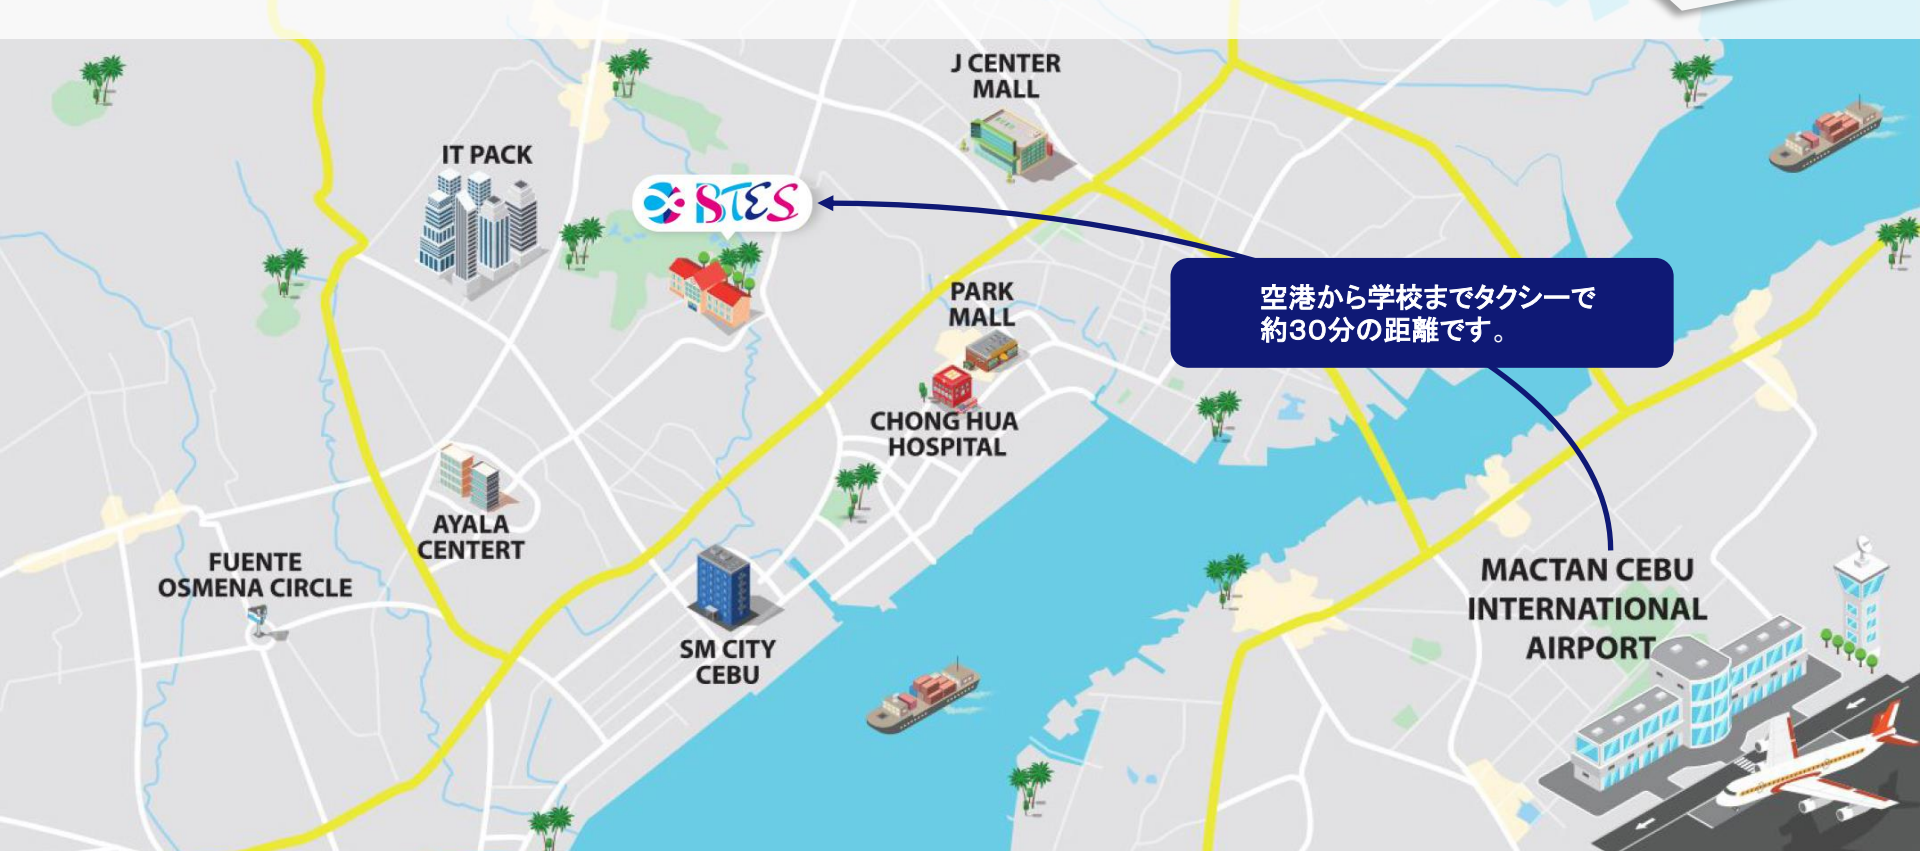 J CENTER
MALL
IT PACK
BTES
空港から学校までタクシーで
約30分の距離です。
PARK
MALL
CHONG HUA
HOSPITAL
AYALA
CENTERT
FUENTE
OSMENA CIRCLE
MACTAN CEBU
INTERNATIONAL
AIRPORT
SM CITY
CEBU